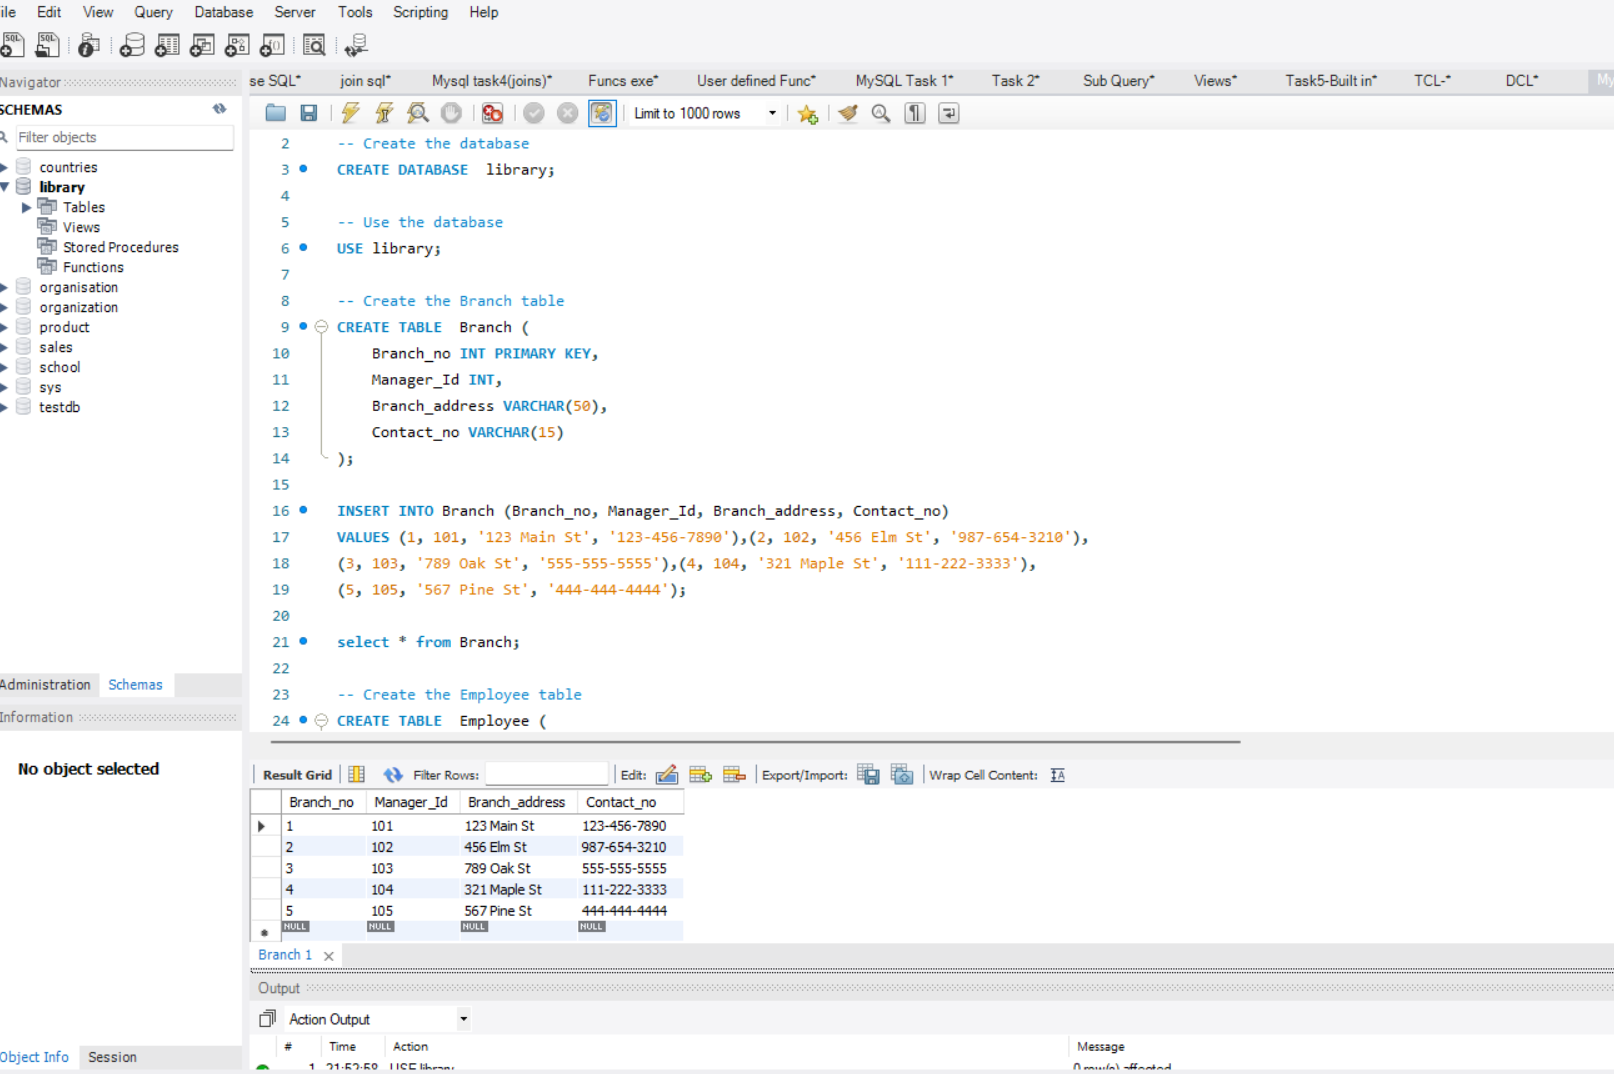 ile Edit View Query Database Server Tools Scripting Help
Navigator
SCHEMAS
Filter objects
countries
library
Tables
Views
Stored Procedures
Functions
organisation
organization
product
sales
school
sys
testdb
Administration Schemas
Information
No object selected
Object Info Session
se SQL* join sql* Mysql task4(joins)* Funcs exe* User defined Func* MySQL Task 1* Task 2* Sub Query* Views* Task5-Built in* TCL-* DCL* My
Limit to 1000 rows
2 -- Create the database
3 CREATE DATABASE library;
4
5 -- Use the database
6 USE library;
7
8 -- Create the Branch table
9 CREATE TABLE Branch (
10 Branch_no INT PRIMARY KEY,
11 Manager_Id INT,
12 Branch_address VARCHAR(50),
13 Contact_no VARCHAR(15)
14 );
15
16 INSERT INTO Branch (Branch_no, Manager_Id, Branch_address, Contact_no)
17 VALUES (1, 101, '123 Main St', '123-456-7890'),(2, 102, '456 Elm St', '987-654-3210'),
18 (3, 103, '789 Oak St', '555-555-5555'),(4, 104, '321 Maple St', '111-222-3333'),
19 (5, 105, '567 Pine St', '444-444-4444');
20
21 select * from Branch;
22
23 -- Create the Employee table
24 CREATE TABLE Employee (
Result Grid Filter Rows: Edit: Export/Import: Wrap Cell Content:
Branch_no Manager_Id Branch_address Contact_no
1 101 123 Main St 123-456-7890
2 102 456 Elm St 987-654-3210
3 103 789 Oak St 555-555-5555
4 104 321 Maple St 111-222-3333
5 105 567 Pine St 444-444-4444
NULL NULL NULL NULL
Branch 1
Output
Action Output
# Time Action Message
1 21:52:58 USE library 0 row(s) affected